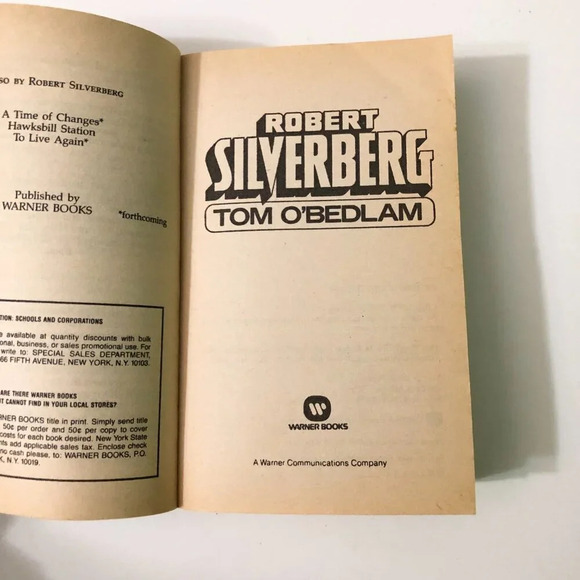 SO BY ROBERT SILVERBERG
A Time of Changes*
Hawksbill Station
To Live Again*
Published by
WARNER BOOKS
*forthcoming
TION: SCHOOLS AND CORPORATIONS
available at quantity discounts with bulk
onal, business, or sales promotional use. For
write to: SPECIAL SALES DEPARTMENT,
66 FIFTH AVENUE, NEW YORK, N.Y. 10103.
ARE THERE WARNER BOOKS
T CANNOT FIND IN YOUR LOCAL STORES?
NER BOOKS title in print. Simply send title
50¢ per order and 50¢ per copy to cover
costs for each book desired. New York State
nts add applicable sales tax. Enclose check
no cash please, to: WARNER BOOKS, P.O.
K, N.Y. 10019.
ROBERT
SILVERBERG
TOM O'BEDLAM
WARNER BOOKS
A Warner Communications Company